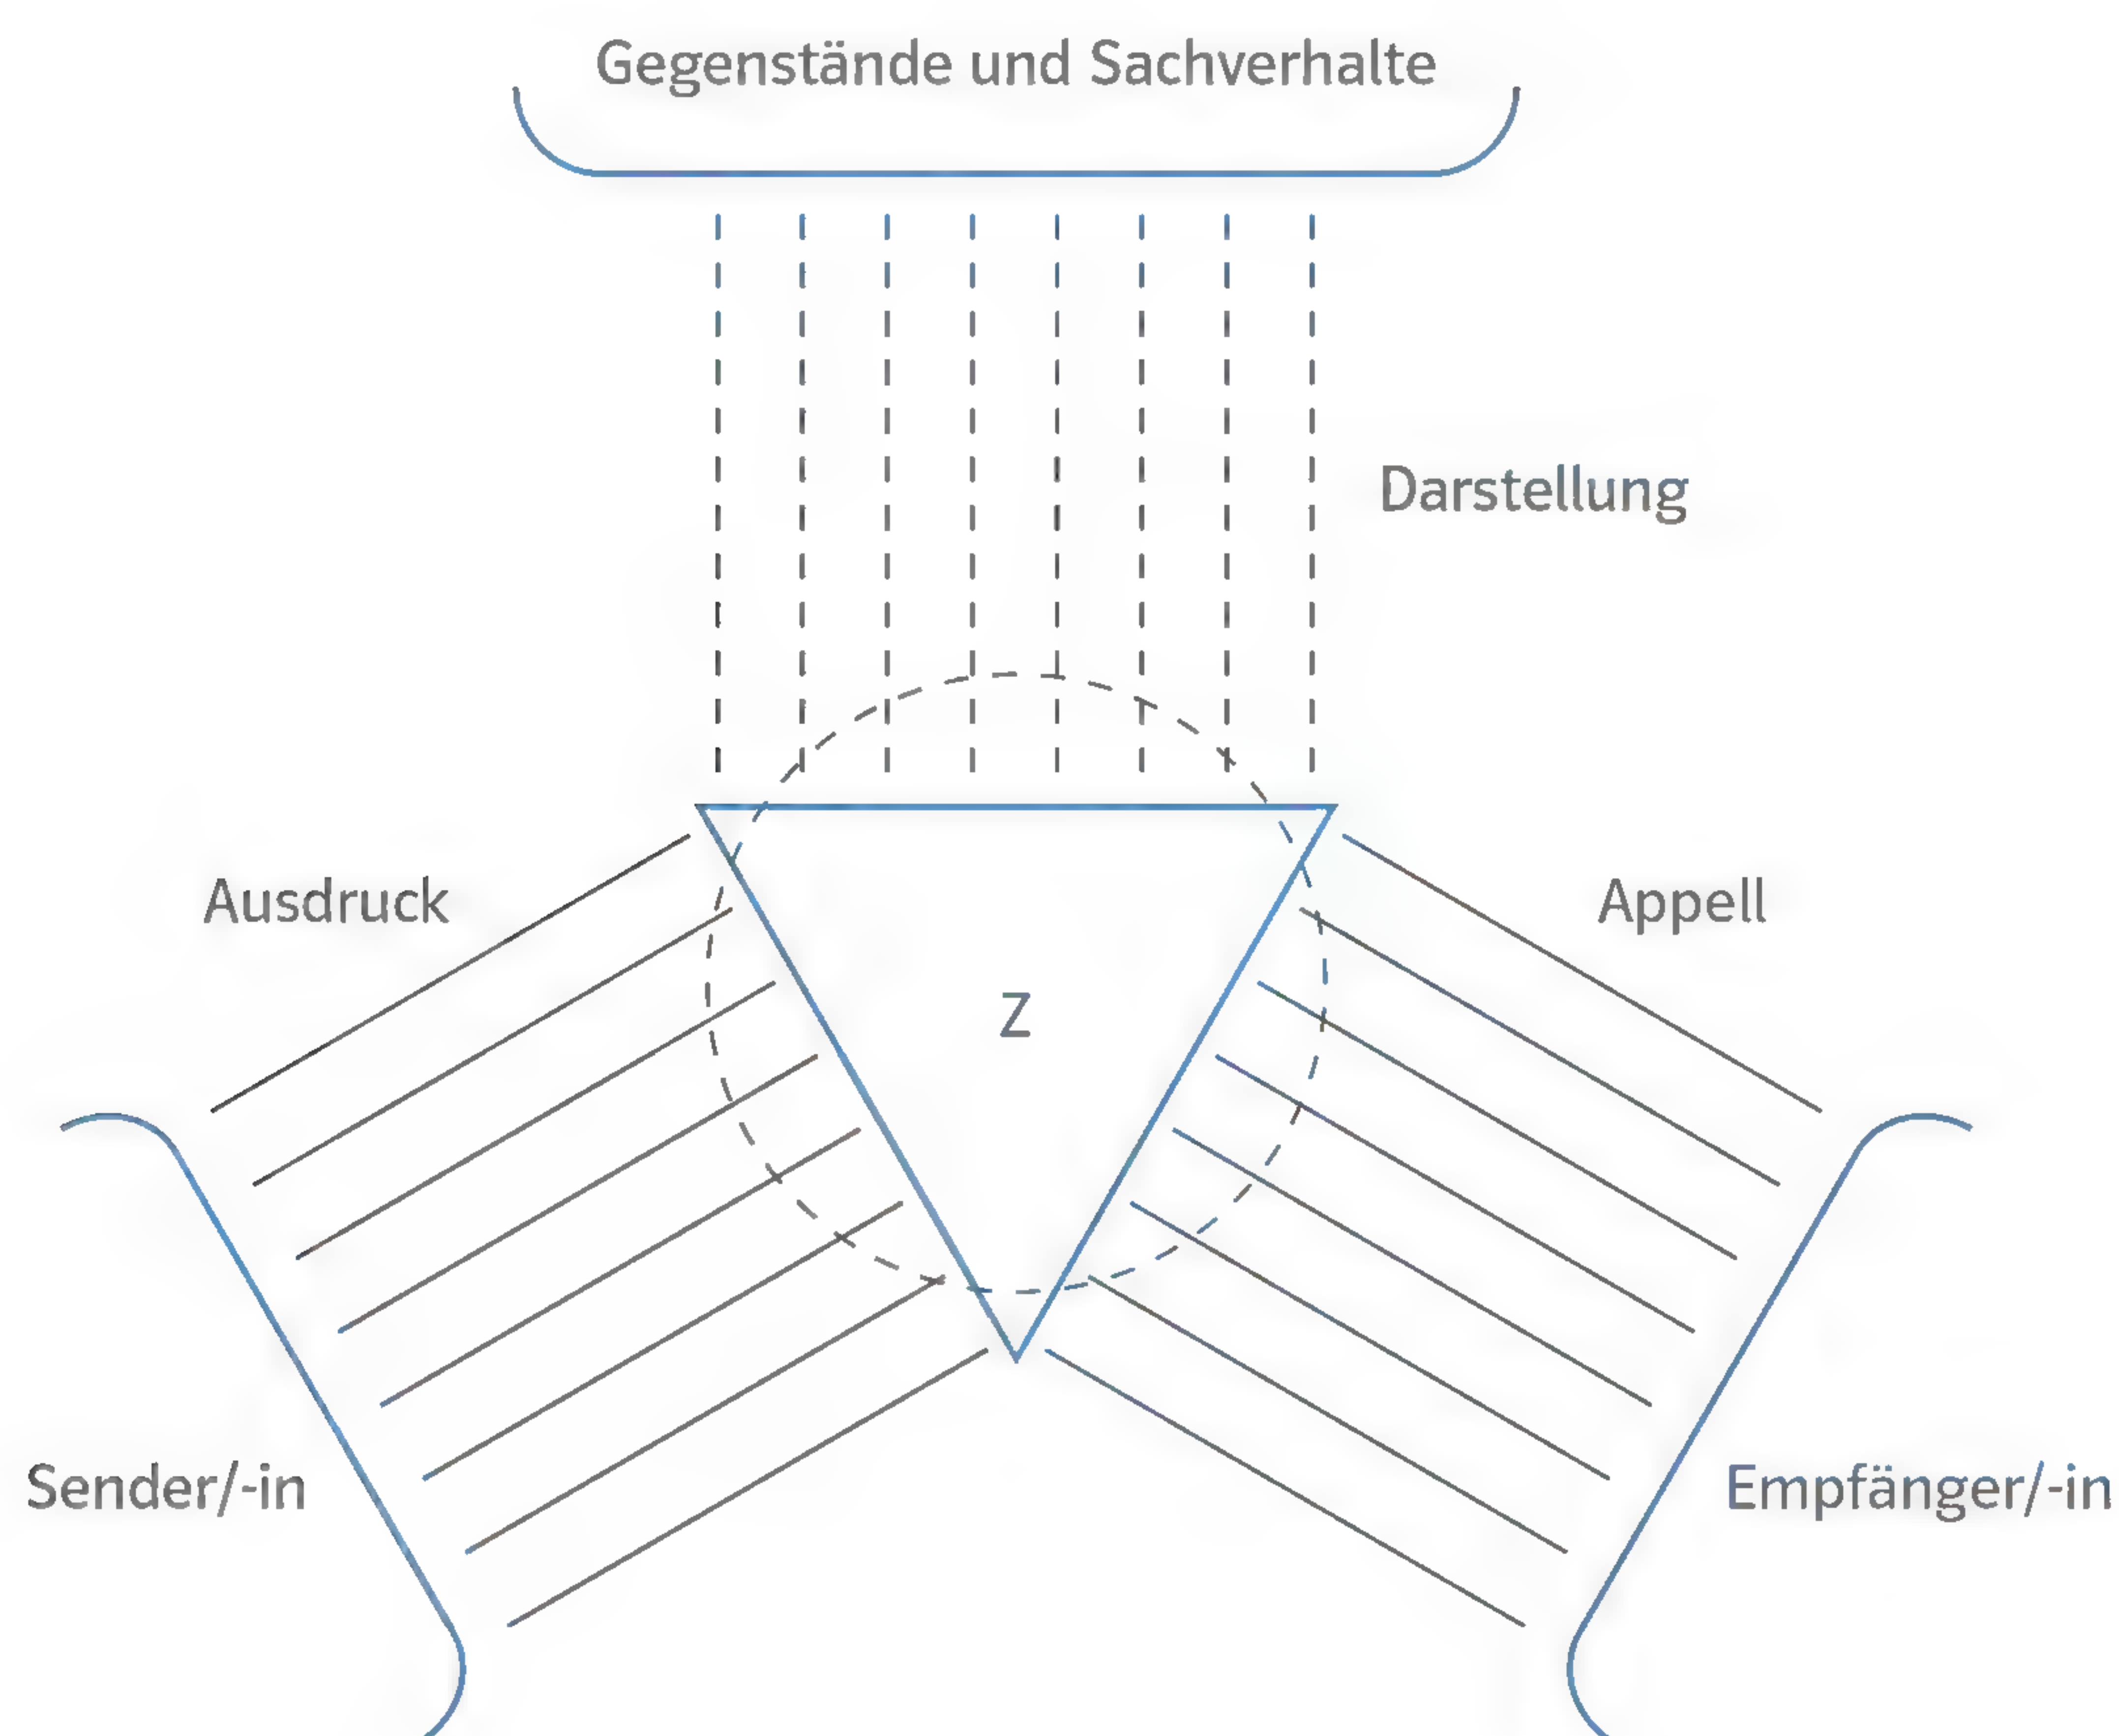 Gegenstände und Sachverhalte
Darstellung
Ausdruck
Appell
Z
Sender/-in
Empfänger/-in